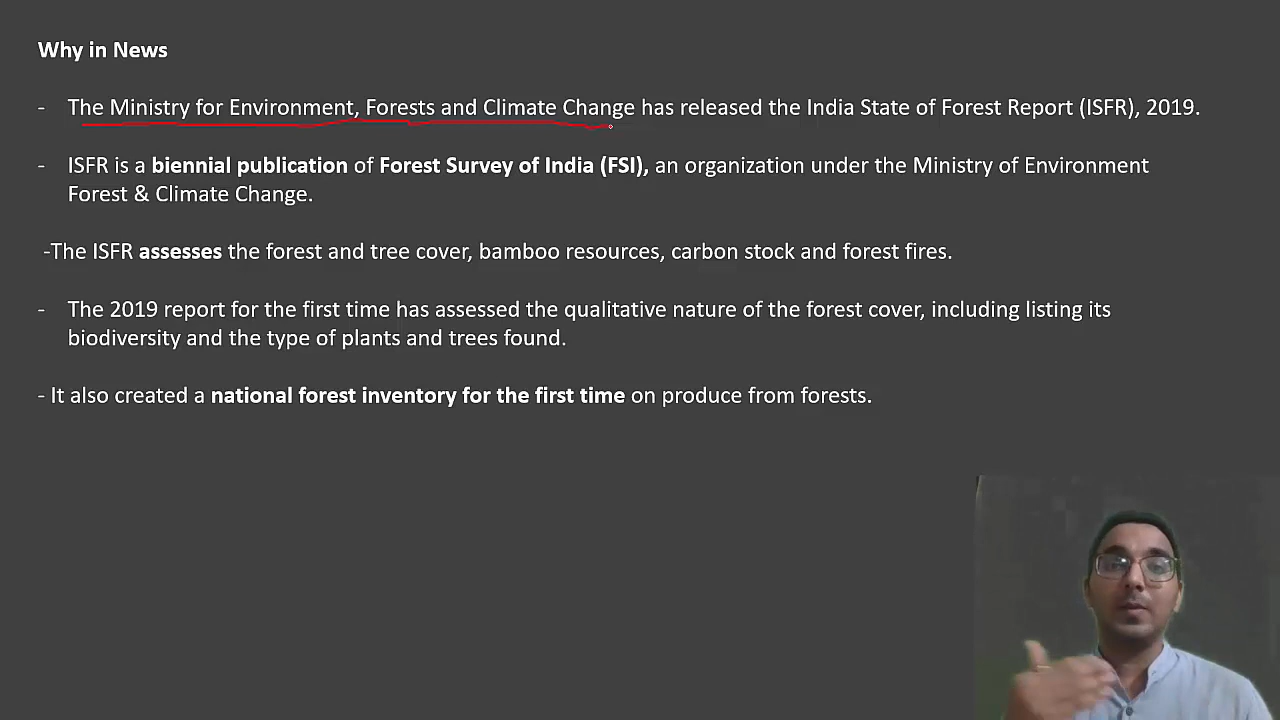 Why in News
- The Ministry for Environment, Forests and Climate Change has released the India State of Forest Report (ISFR), 2019.
- ISFR is a biennial publication of Forest Survey of India (FSI), an organization under the Ministry of Environment
Forest & Climate Change.
-The ISFR assesses the forest and tree cover, bamboo resources, carbon stock and forest fires.
- The 2019 report for the first time has assessed the qualitative nature of the forest cover, including listing its
biodiversity and the type of plants and trees found.
- It also created a national forest inventory for the first time on produce from forests.